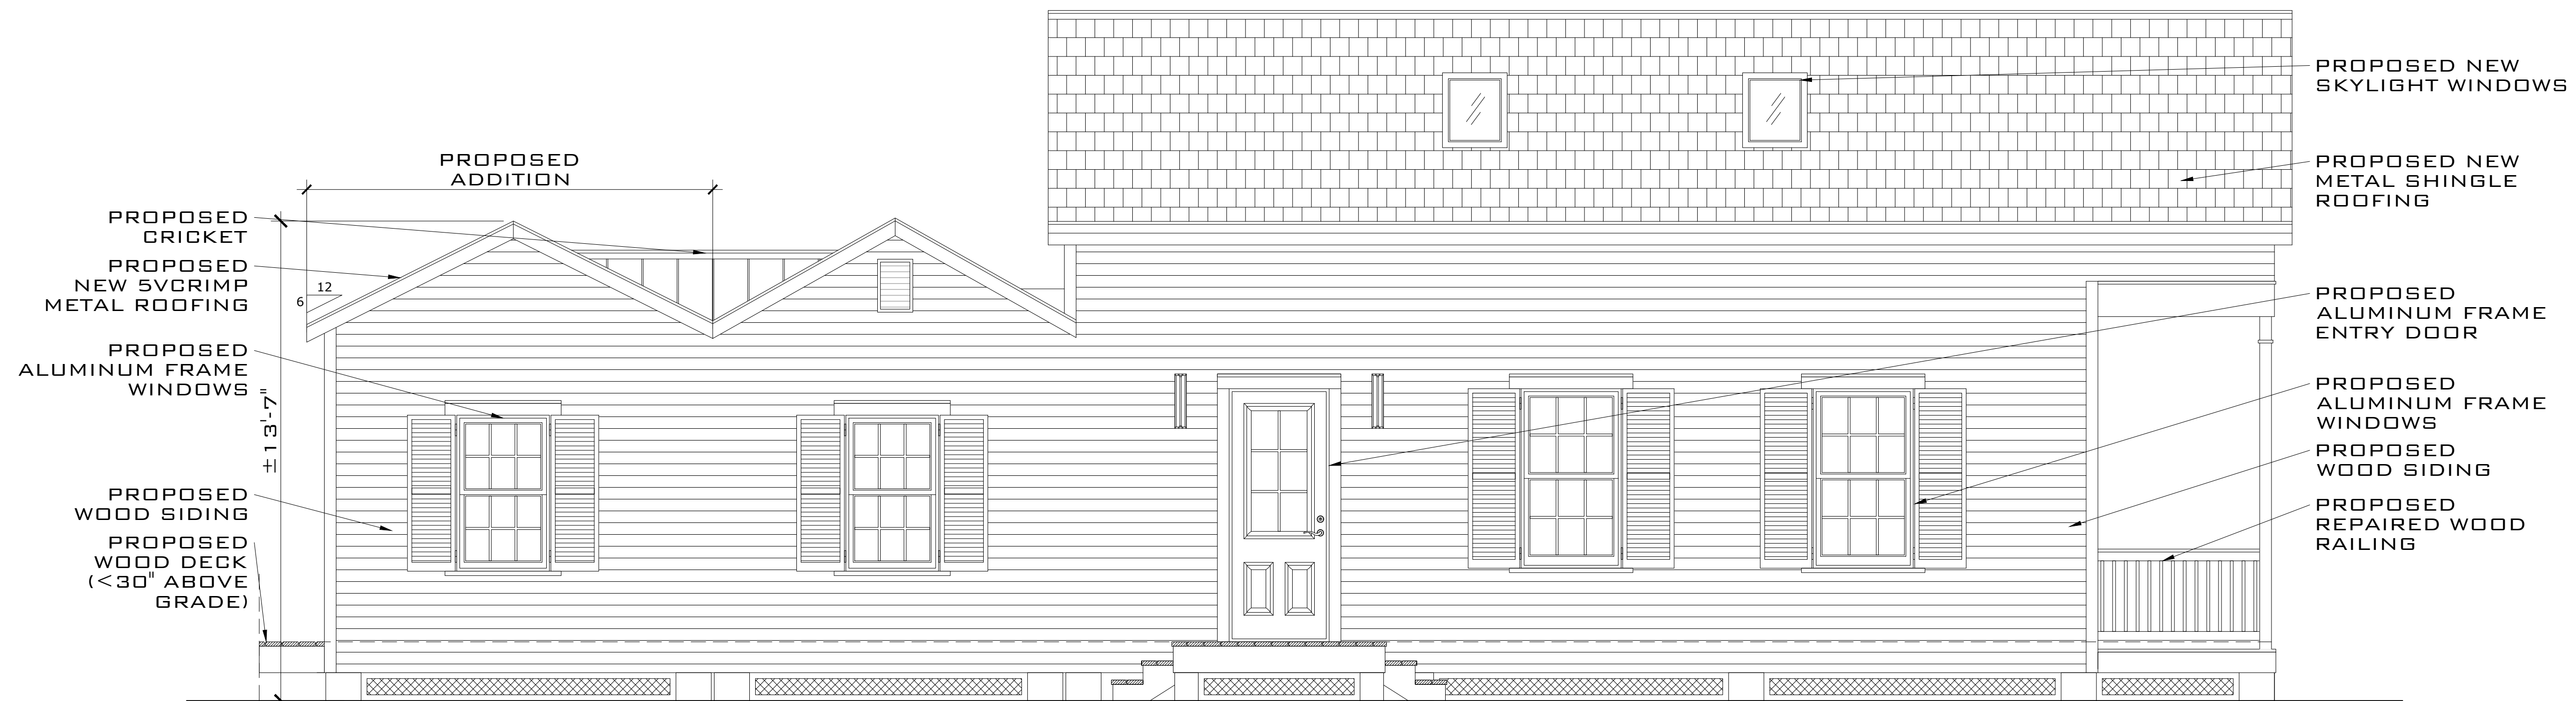 PROPOSED
ADDITION
PROPOSED
CRICKET
PROPOSED
NEW 5VCRIMP
METAL ROOFING
12
6
PROPOSED
ALUMINUM FRAME
WINDOWS
±13'-7"
PROPOSED
WOOD SIDING
PROPOSED
WOOD DECK
(<30" ABOVE
GRADE)
PROPOSED NEW
SKYLIGHT WINDOWS
PROPOSED NEW
METAL SHINGLE
ROOFING
PROPOSED
ALUMINUM FRAME
ENTRY DOOR
PROPOSED
ALUMINUM FRAME
WINDOWS
PROPOSED
WOOD SIDING
PROPOSED
REPAIRED WOOD
RAILING